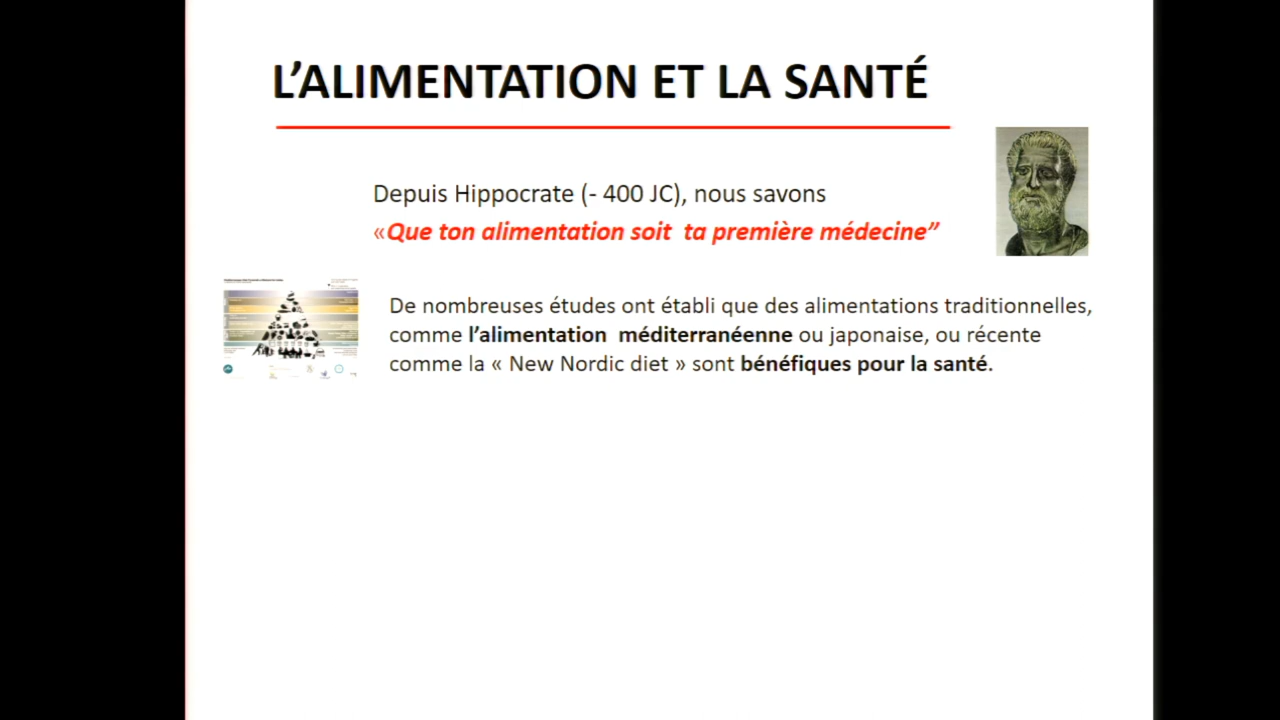 L'ALIMENTATION ET LA SANTÉ
Depuis Hippocrate (- 400 JC), nous savons
«Que ton alimentation soit  ta première médecine”
De nombreuses études ont établi que des alimentations traditionnelles,
comme l'alimentation  méditerranéenne ou japonaise, ou récente
comme la « New Nordic diet » sont bénéfiques pour la santé.